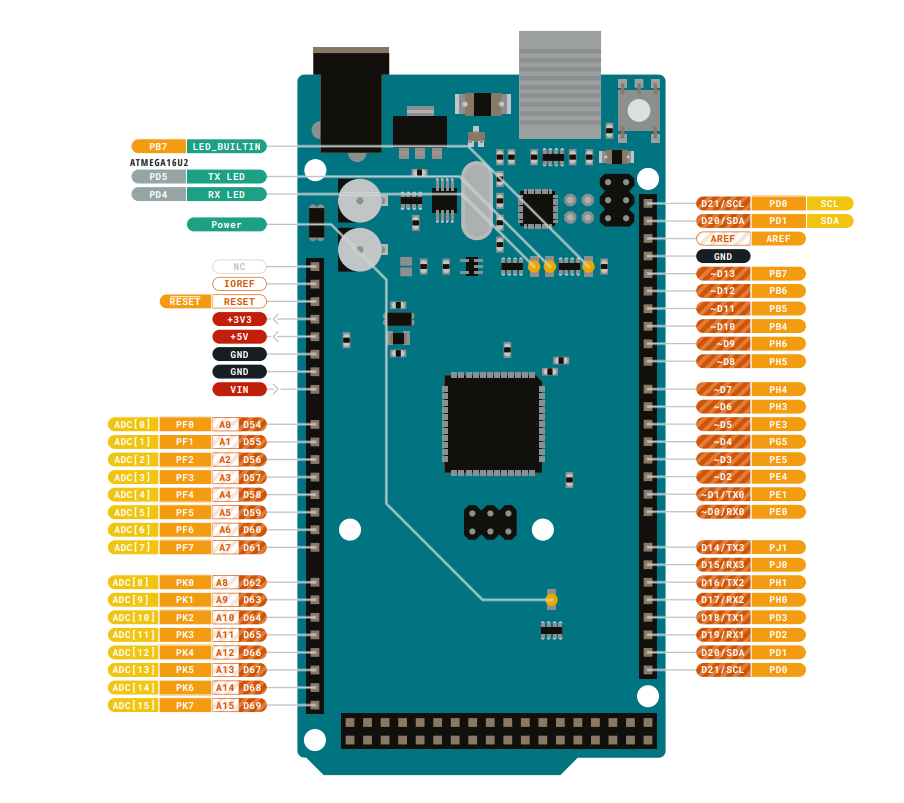 PB7 LED_BUILTIN
ATMEGA16U2
PD5 TX LED
PD4 RX LED
Power
NC
IOREF
RESET RESET
+3V3
+5V
GND
GND
VIN
ADC[0] PF0 A0 D54
ADC[1] PF1 A1 D55
ADC[2] PF2 A2 D56
ADC[3] PF3 A3 D57
ADC[4] PF4 A4 D58
ADC[5] PF5 A5 D59
ADC[6] PF6 A6 D60
ADC[7] PF7 A7 D61
ADC[8] PK0 A8 D62
ADC[9] PK1 A9 D63
ADC[10] PK2 A10 D64
ADC[11] PK3 A11 D65
ADC[12] PK4 A12 D66
ADC[13] PK5 A13 D67
ADC[14] PK6 A14 D68
ADC[15] PK7 A15 D69
D21/SCL PD0 SCL
D20/SDA PD1 SDA
AREF AREF
GND
~D13 PB7
~D12 PB6
~D11 PB5
~D10 PB4
~D9 PH6
~D8 PH5
~D7 PH4
~D6 PH3
~D5 PE3
~D4 PG5
~D3 PE5
~D2 PE4
~D1/TX0 PE1
~D0/RX0 PE0
D14/TX3 PJ1
D15/RX3 PJ0
D16/TX2 PH1
D17/RX2 PH0
D18/TX1 PD3
D19/RX1 PD2
D20/SDA PD1
D21/SCL PD0